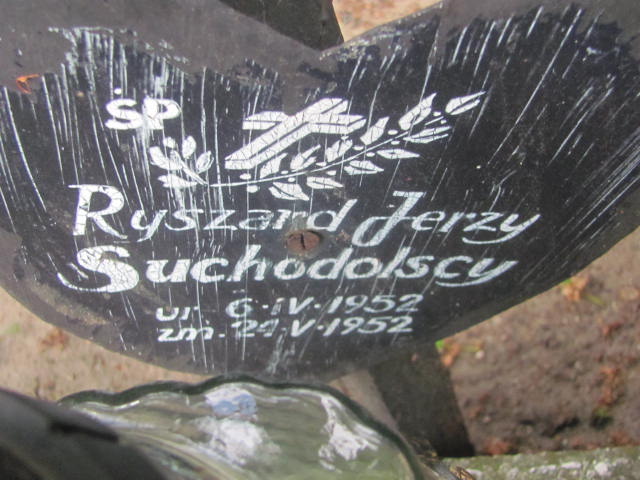 ŚP
Ryszard Jerzy
Suchodolscy
ur. 6·IV·1952
zm. 24·V·1952